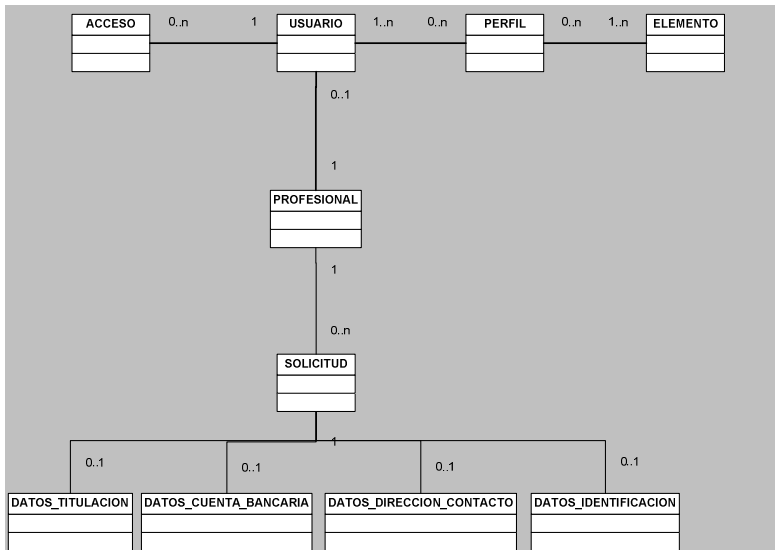 ACCESO 0..n 1 USUARIO 1..n 0..n PERFIL 0..n 1..n ELEMENTO
0..1
1
PROFESIONAL
1
0..n
SOLICITUD
1
0..1 0..1 0..1 0..1
DATOS_TITULACION DATOS_CUENTA_BANCARIA DATOS_DIRECCION_CONTACTO DATOS_IDENTIFICACION